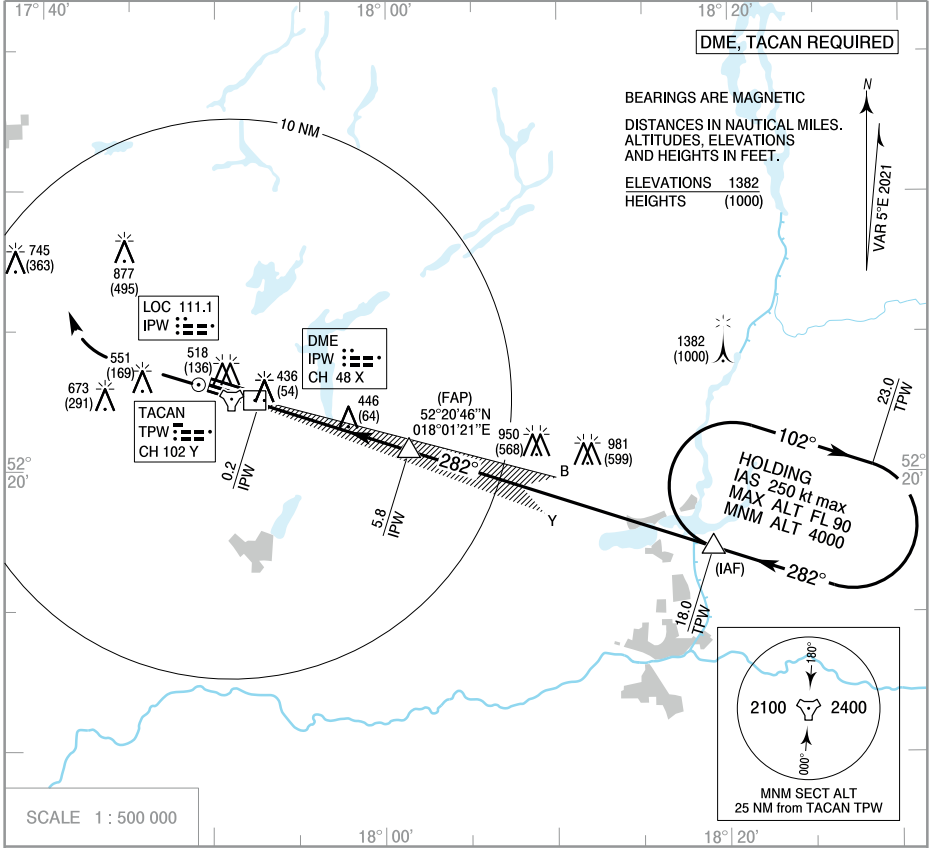 17° 40'
18° 00'
18° 20'
DME, TACAN REQUIRED
BEARINGS ARE MAGNETIC
DISTANCES IN NAUTICAL MILES.
ALTITUDES, ELEVATIONS
AND HEIGHTS IN FEET.
ELEVATIONS 1382
HEIGHTS (1000)
N
VAR 5°E 2021
10 NM
745
(363)
877
(495)
LOC 111.1
IPW
DME
IPW
CH 48 X
551
(169)
518
(136)
436
(54)
673
(291)
446
(64)
TACAN
TPW
CH 102 Y
(FAP)
52°20'46"N
018°01'21"E
950
(568)
981
(599)
1382
(1000)
23.0
TPW
0.2
IPW
5.8
IPW
282°
B
Y
102°
HOLDING
IAS 250 kt max
MAX ALT FL 90
MNM ALT 4000
282°
(IAF)
18.0
TPW
52°
20'
52°
20'
180°
2100
2400
000°
MNM SECT ALT
25 NM from TACAN TPW
SCALE 1 : 500 000
18° 00'
18° 20'